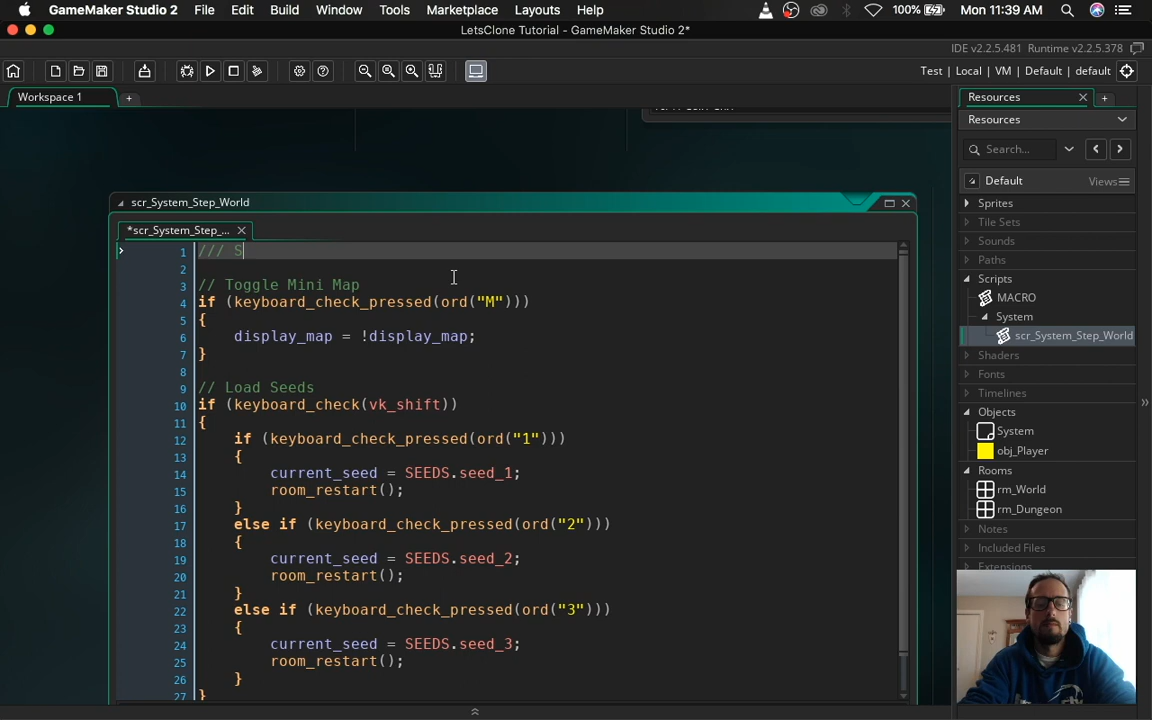 GameMaker Studio 2 File Edit Build Window Tools Marketplace Layouts Help 100% Mon 11:39 AM
LetsClone Tutorial - GameMaker Studio 2*
IDE v2.2.5.481 Runtime v2.2.5.378
Test | Local | VM | Default | default
Workspace 1 +
Resources +
Resources
Search...
Default Views
Sprites
Tile Sets
Sounds
Paths
Scripts
MACRO
System
scr_System_Step_World
Shaders
Fonts
Timelines
Objects
System
obj_Player
Rooms
rm_World
rm_Dungeon
Notes
Included Files
Extensions
scr_System_Step_World
*scr_System_Step_...
1 /// S
2
3 // Toggle Mini Map
4 if (keyboard_check_pressed(ord("M")))
5 {
6 display_map = !display_map;
7 }
8
9 // Load Seeds
10 if (keyboard_check(vk_shift))
11 {
12 if (keyboard_check_pressed(ord("1")))
13 {
14 current_seed = SEEDS.seed_1;
15 room_restart();
16 }
17 else if (keyboard_check_pressed(ord("2")))
18 {
19 current_seed = SEEDS.seed_2;
20 room_restart();
21 }
22 else if (keyboard_check_pressed(ord("3")))
23 {
24 current_seed = SEEDS.seed_3;
25 room_restart();
26 }
27 }